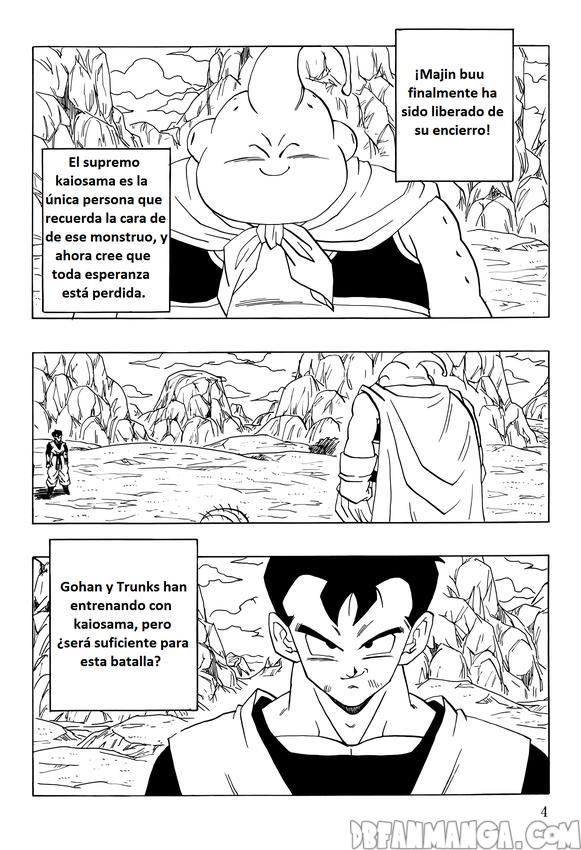 ¡Majin buu
finalmente ha
sido liberado de
su encierro!
El supremo
kaiosama es la
única persona que
recuerda la cara de
de ese monstruo, y
ahora cree que
toda esperanza
está perdida.
Gohan y Trunks han
entrenando con
kaiosama, pero
¿será suficiente para
esta batalla?
4
DBFANMANGA.COM